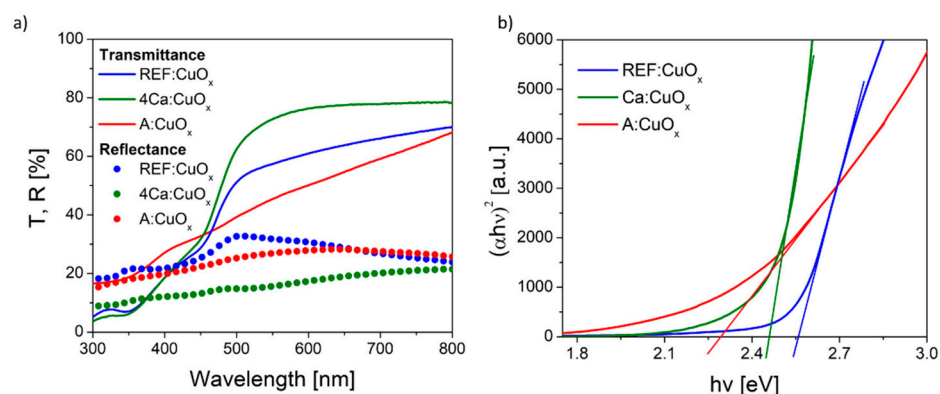 a)
100
80
60
40
20
0
T, R [%]
Transmittance
REF:CuOₓ
4Ca:CuOₓ
A:CuOₓ
Reflectance
REF:CuOₓ
4Ca:CuOₓ
A:CuOₓ
300 400 500 600 700 800
Wavelength [nm]
b)
6000
5000
4000
3000
2000
1000
0
(αhν)² [a.u.]
REF:CuOₓ
Ca:CuOₓ
A:CuOₓ
1.8 2.1 2.4 2.7 3.0
hν [eV]